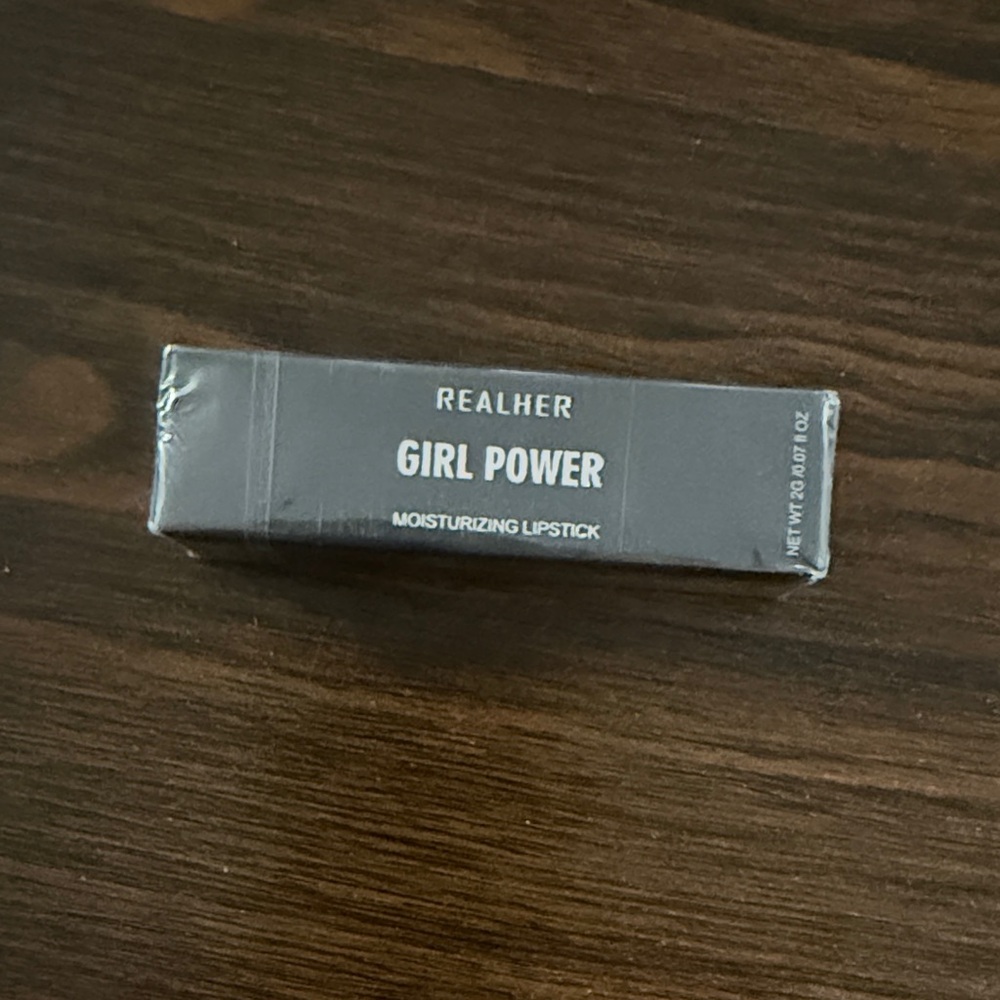 REALHER
GIRL POWER
MOISTURIZING LIPSTICK
NET WT 2G /0.07 fl OZ